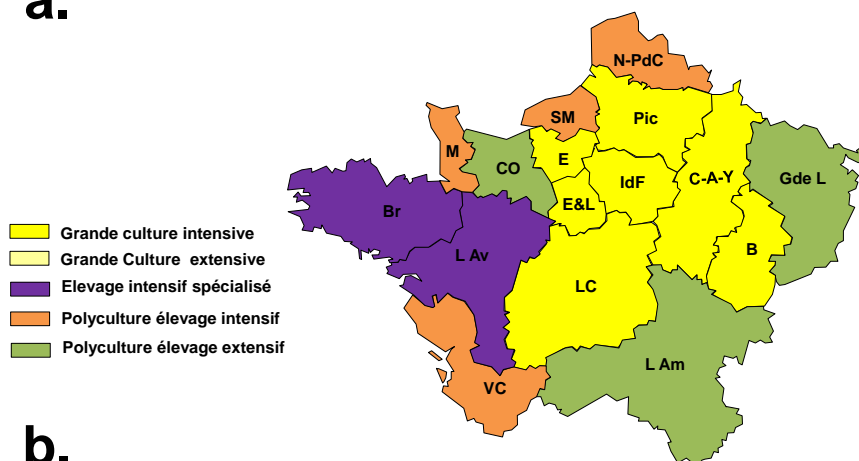 a.
N-PdC
SM
Pic
M
CO
E
IdF
C-A-Y
Gde L
Br
E&L
L Av
B
LC
L Am
VC
Grande culture intensive
Grande Culture extensive
Elevage intensif spécialisé
Polyculture élevage intensif
Polyculture élevage extensif
b.